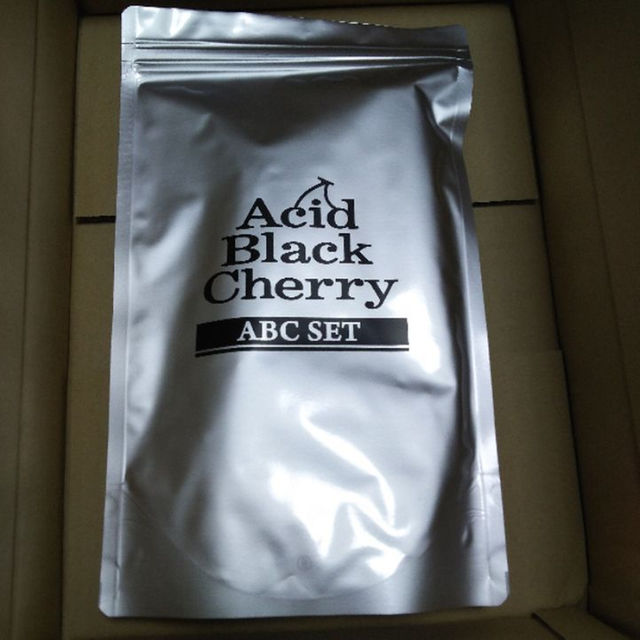 Acid
Black
Cherry
ABC SET